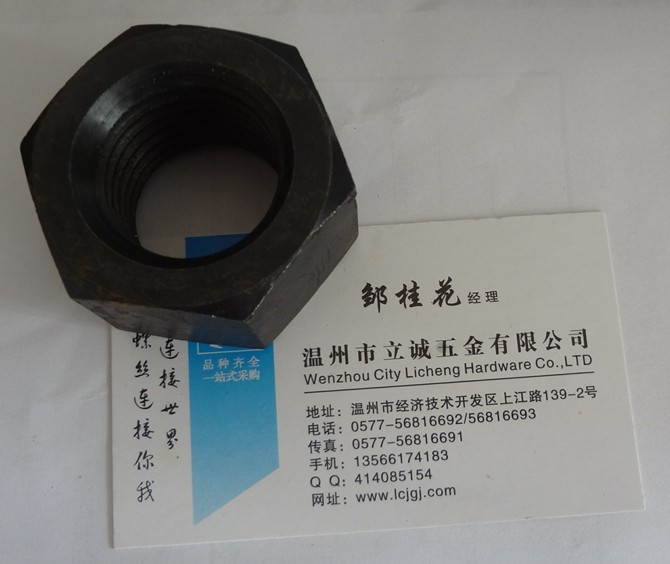 邹桂花 经理
温州市立诚五金有限公司
Wenzhou City Licheng Hardware Co.,LTD
地址：温州市经济技术开发区上江路139-2号
电话：0577-56816692/56816693
传真：0577-56816691
手机：13566174183
Q Q：414085154
网址：www.lcjgj.com
品种齐全
一站式采购
连接世界
螺丝连接你我